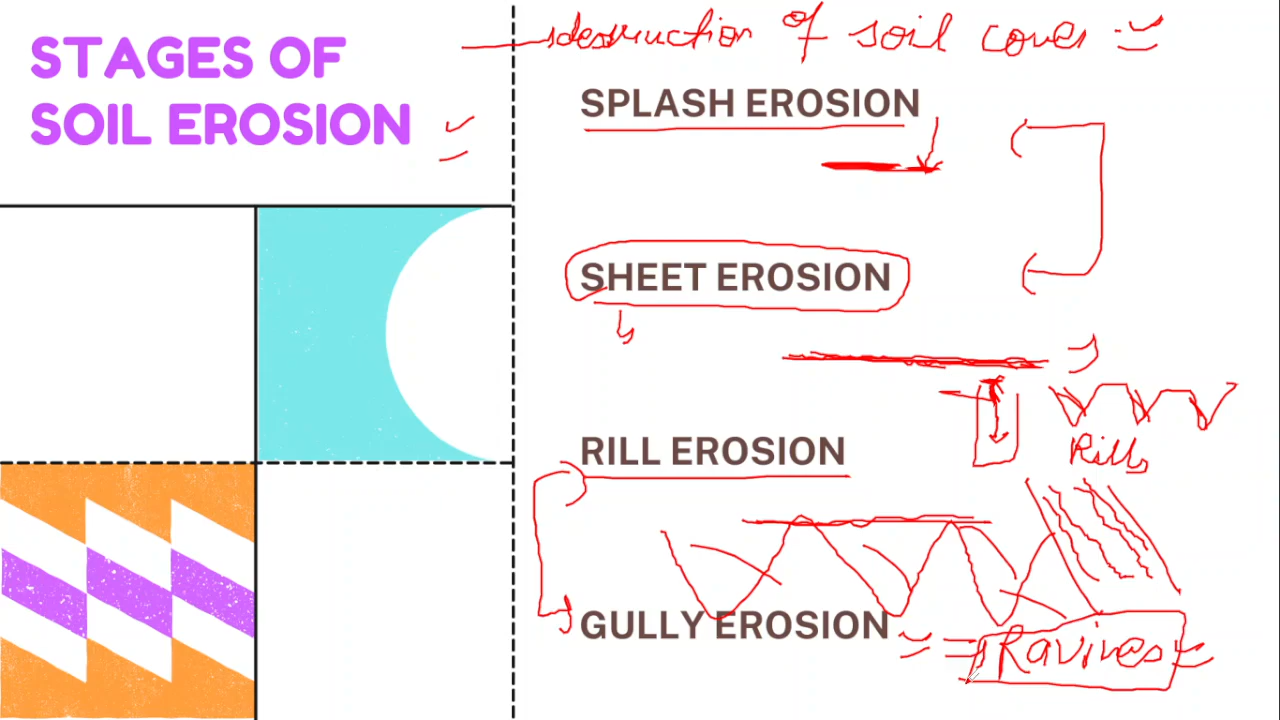 STAGES OF
SOIL EROSION
destruction of soil cover
SPLASH EROSION
SHEET EROSION
RILL EROSION
Rills
GULLY EROSION
Ravines